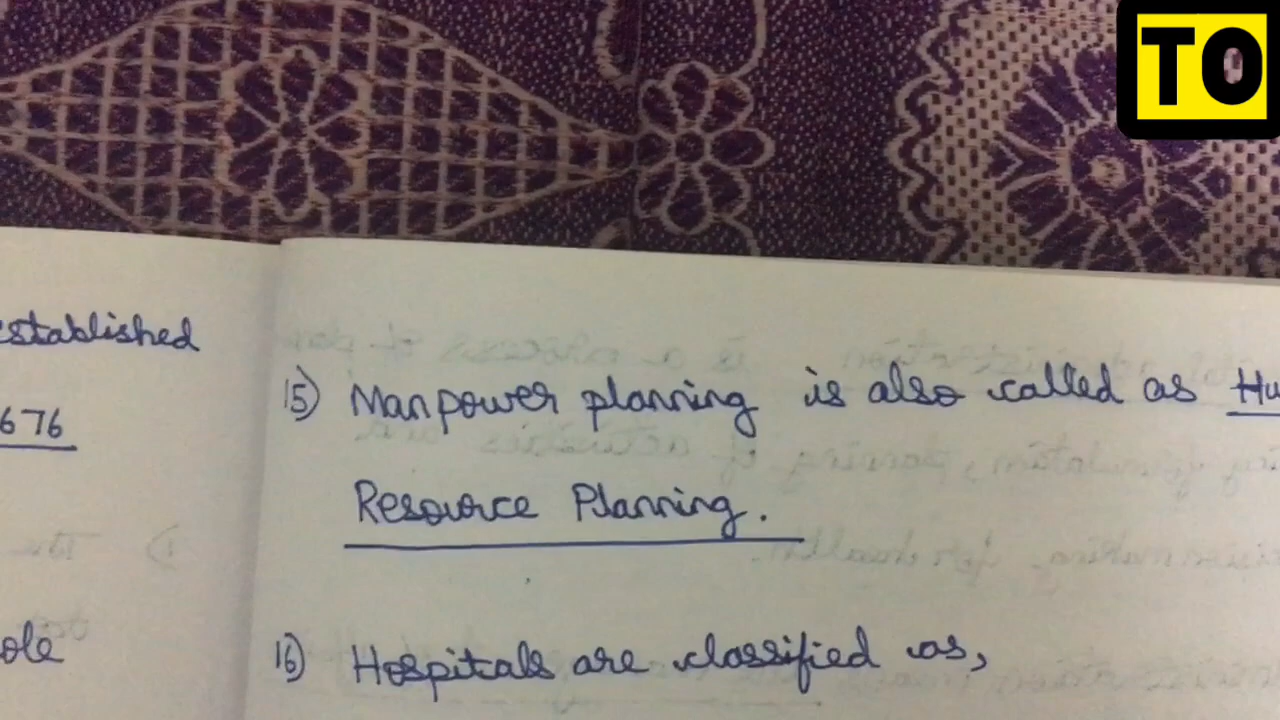 TO
established
676
ole
15) Manpower planning is also called as Hu
Resource Planning.
16) Hospitals are classified as,